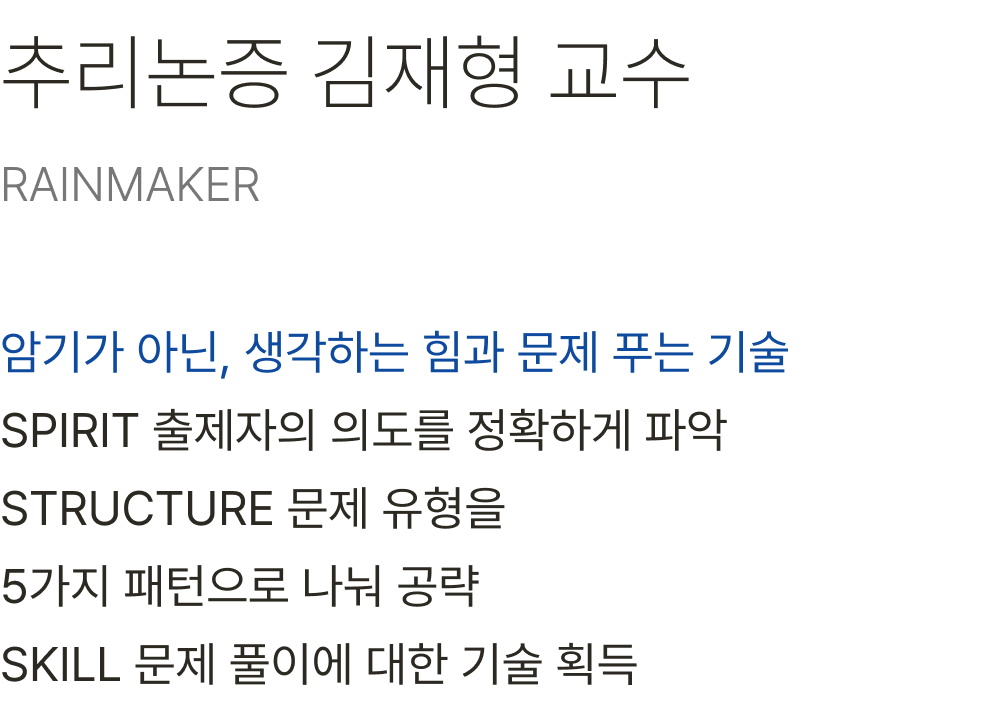 추리논증 김재형 교수
RAINMAKER
암기가 아닌, 생각하는 힘과 문제 푸는 기술
SPIRIT 출제자의 의도를 정확하게 파악
STRUCTURE 문제 유형을
5가지 패턴으로 나눠 공략
SKILL 문제 풀이에 대한 기술 획득